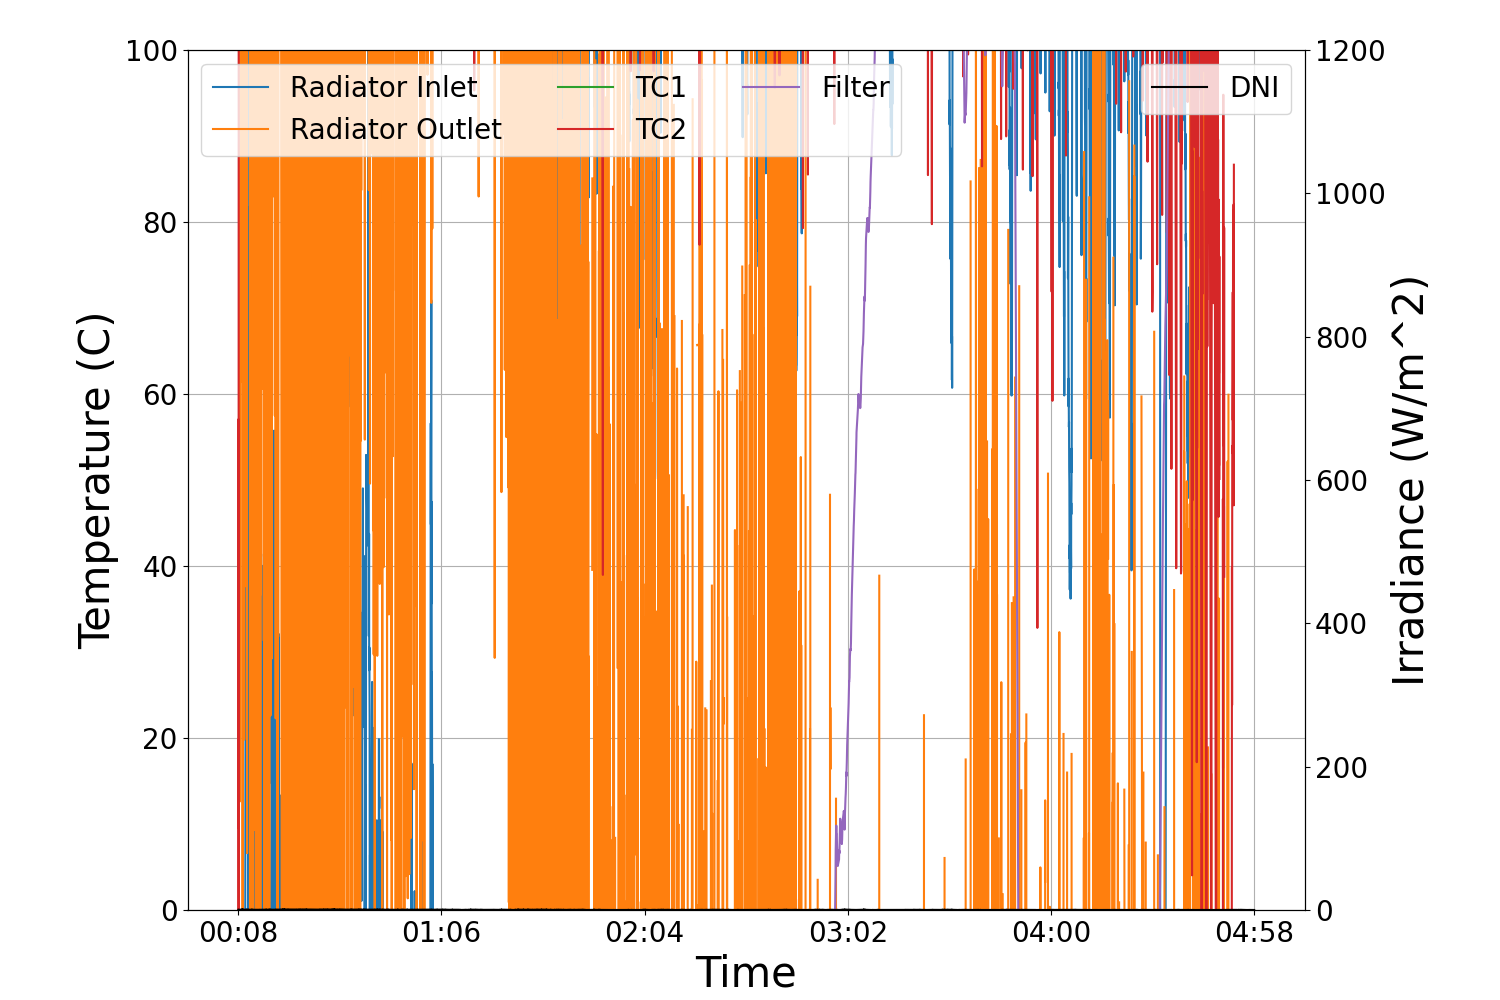 100
80
60
40
20
0
Temperature (C)
Radiator Inlet
Radiator Outlet
TC1
TC2
Filter
DNI
1200
1000
800
600
400
200
0
Irradiance (W/m^2)
00:08
01:06
02:04
03:02
04:00
04:58
Time